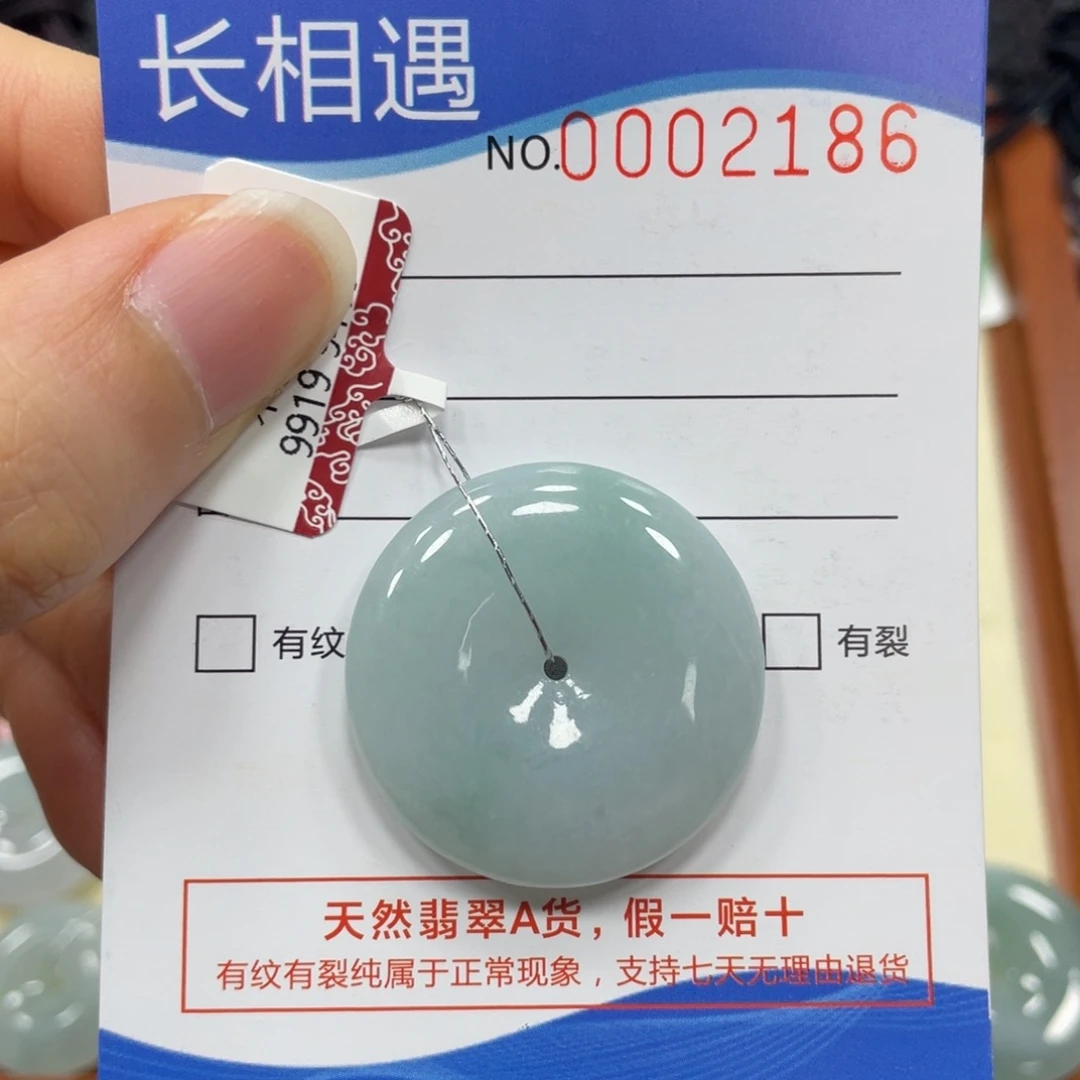 长相遇
NO.0002186
9919
有纹
有裂
天然翡翠A货，假一赔十
有纹有裂纯属于正常现象，支持七天无理由退货